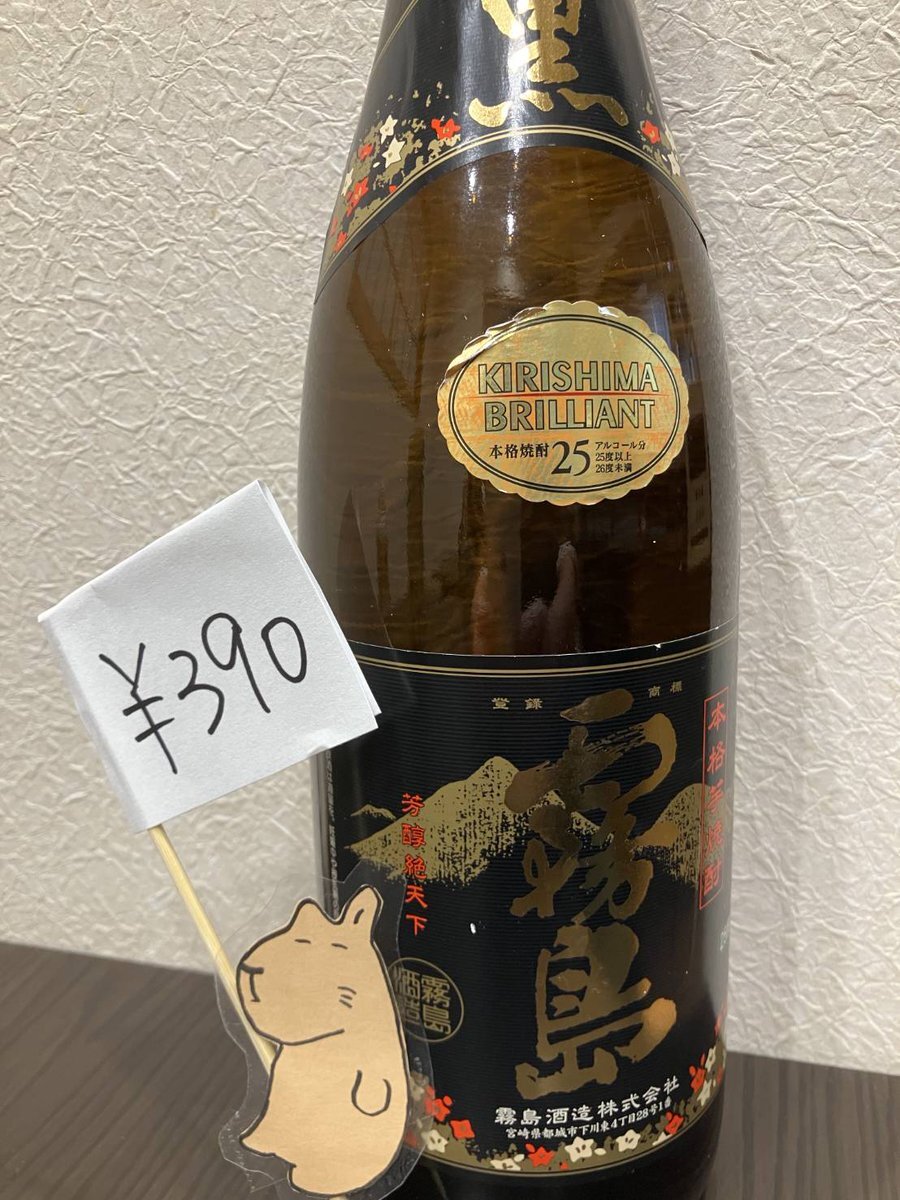 黒
KIRISHIMA
BRILLIANT
本格焼酎 25 アルコール分
25度以上
26度未満
¥390
登録 商標
霧島
本格芋焼酎
芳醇絶天下
霧島
酒造
霧島酒造株式会社
宮崎県都城市下川東4丁目28号1番